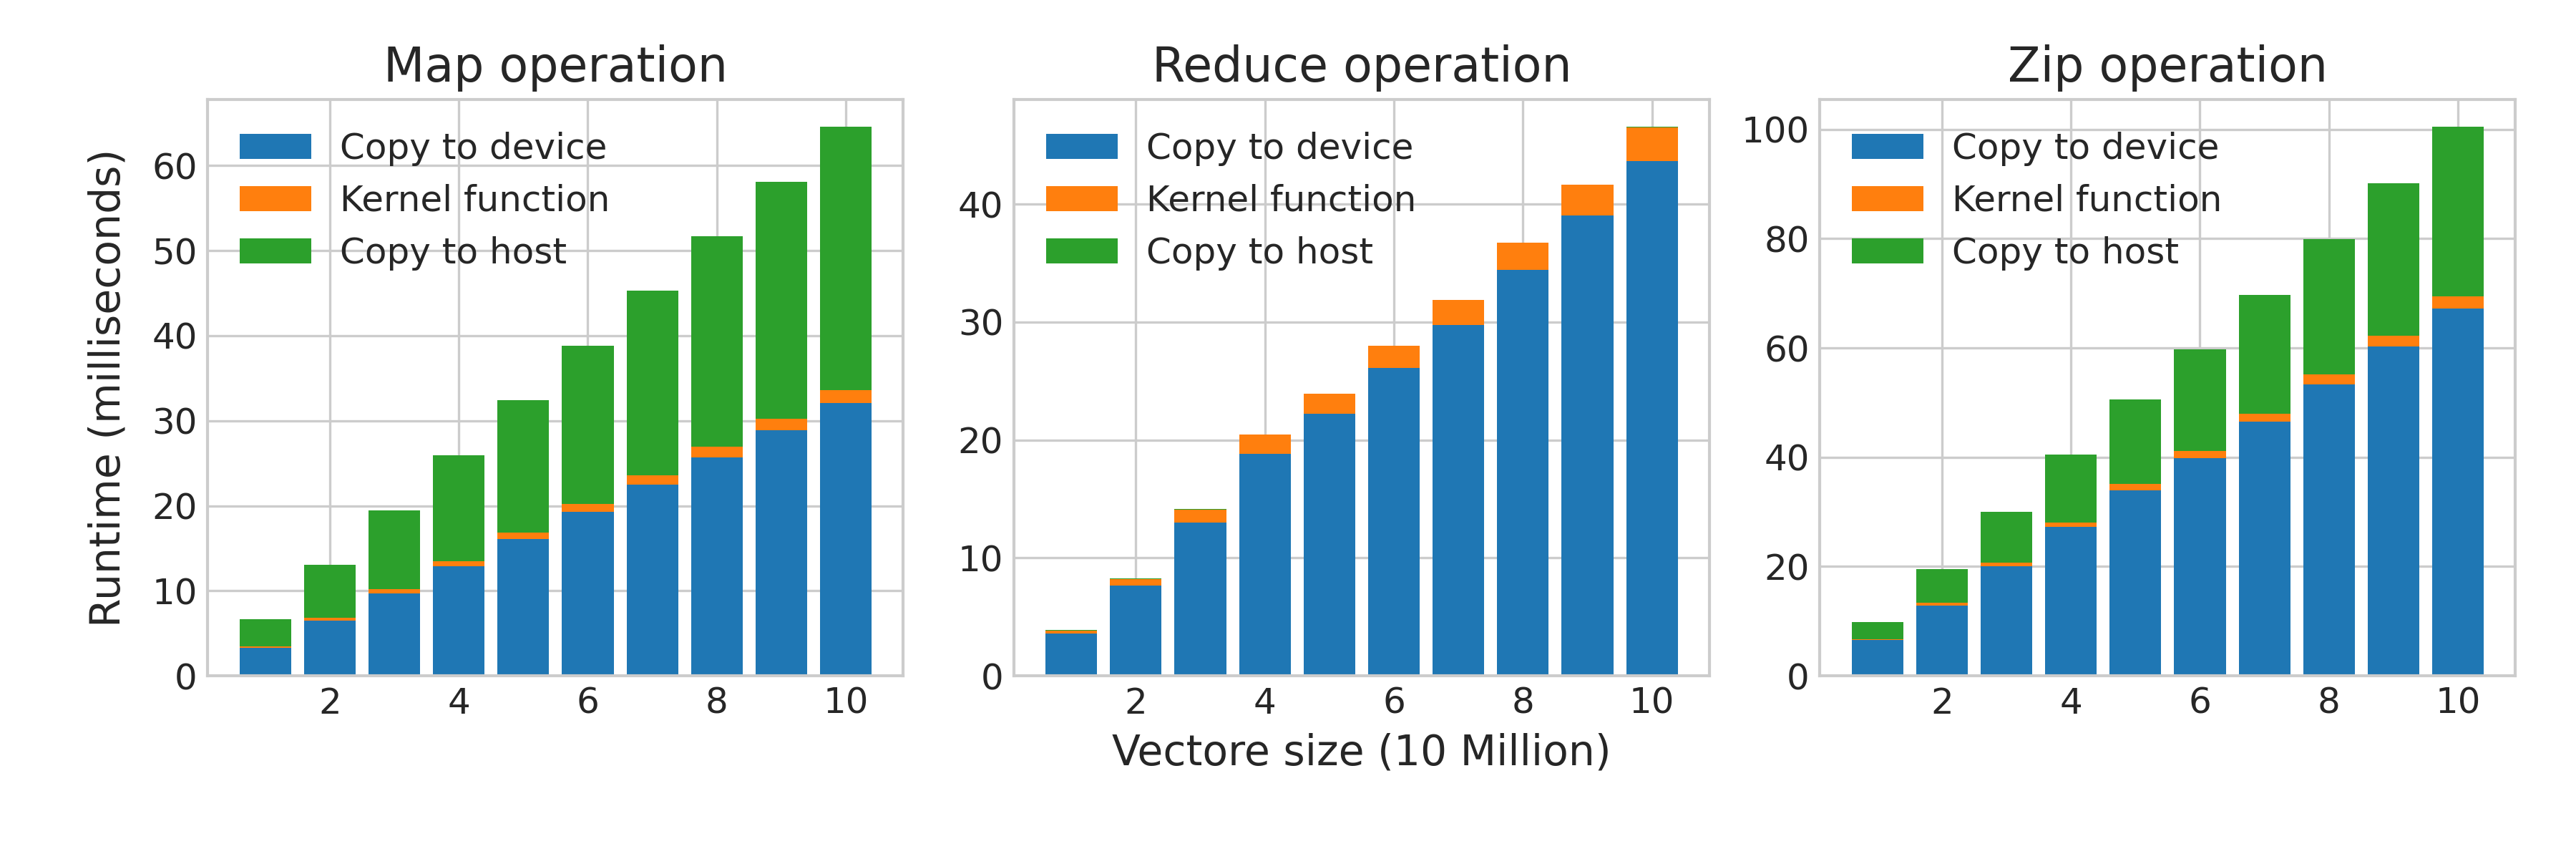 Map operation
Reduce operation
Zip operation
Runtime (milliseconds)
Copy to device
Kernel function
Copy to host
60
50
40
30
20
10
0
2 4 6 8 10
Copy to device
Kernel function
Copy to host
40
30
20
10
0
2 4 6 8 10
Copy to device
Kernel function
Copy to host
100
80
60
40
20
0
2 4 6 8 10
Vectore size (10 Million)